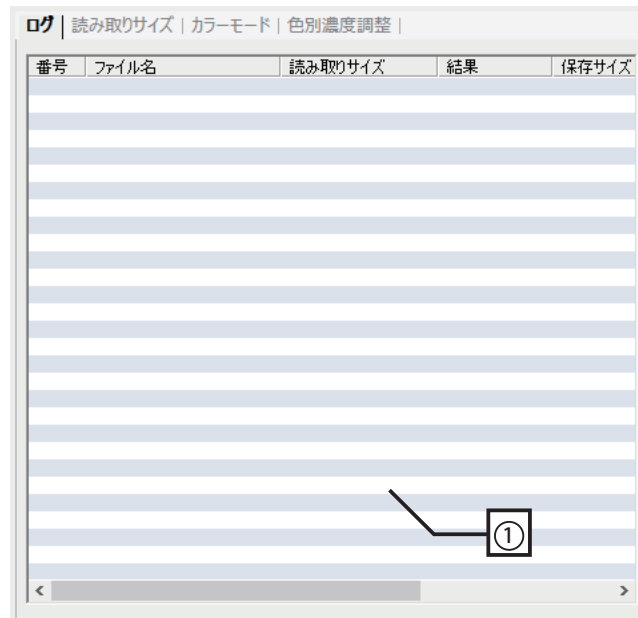 ログ | 読み取りサイズ | カラーモード | 色別濃度調整 |
番号 ファイル名 読み取りサイズ 結果 保存サイズ
①